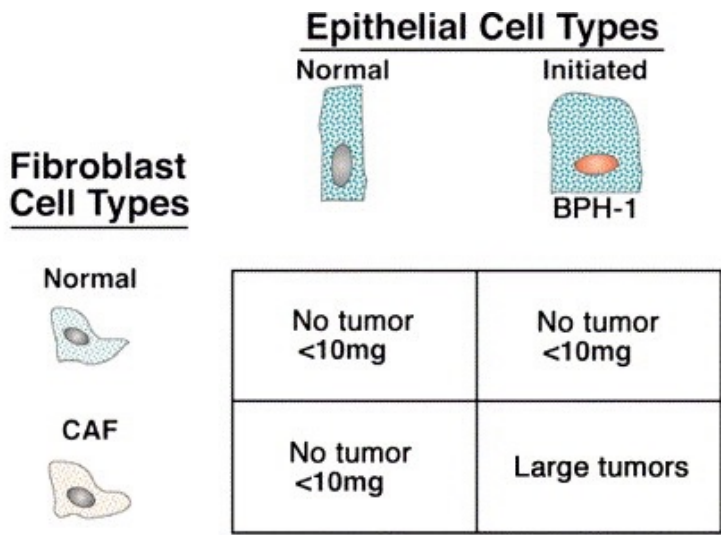 Epithelial Cell Types
Normal
Initiated
BPH-1
Fibroblast
Cell Types
Normal
No tumor
<10mg
No tumor
<10mg
CAF
No tumor
<10mg
Large tumors